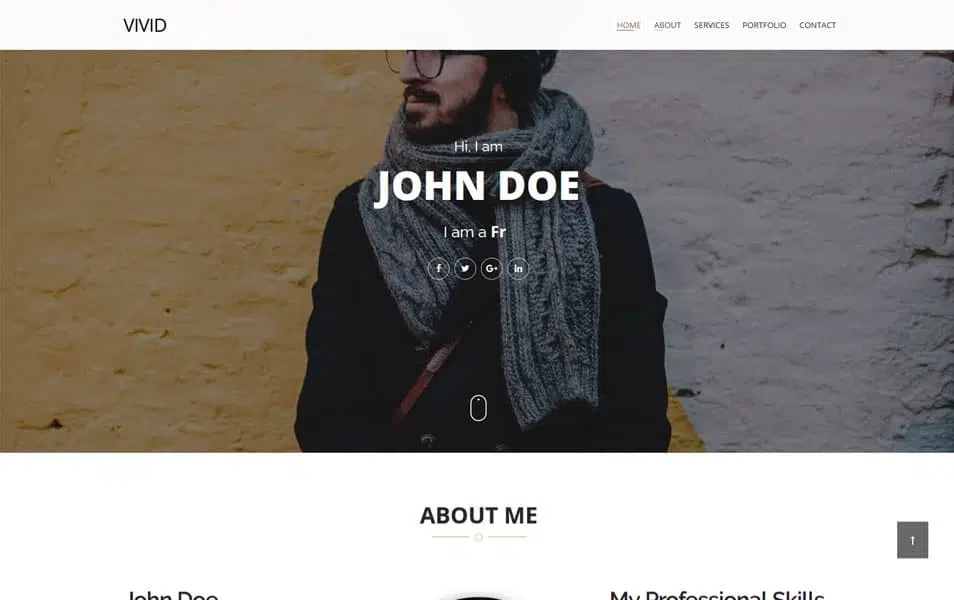 VIVID
HOME ABOUT SERVICES PORTFOLIO CONTACT
Hi, I am
JOHN DOE
I am a Fr
ABOUT ME
John Doe
My Professional Skills